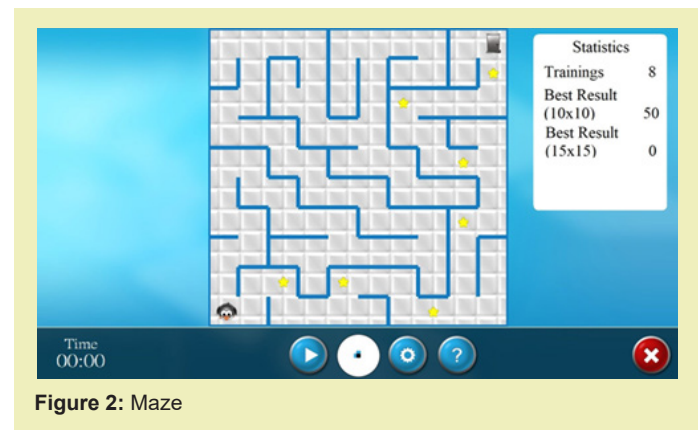 Statistics
Trainings 8
Best Result
(10x10) 50
Best Result
(15x15) 0
Time
00:00
?
Figure 2: Maze